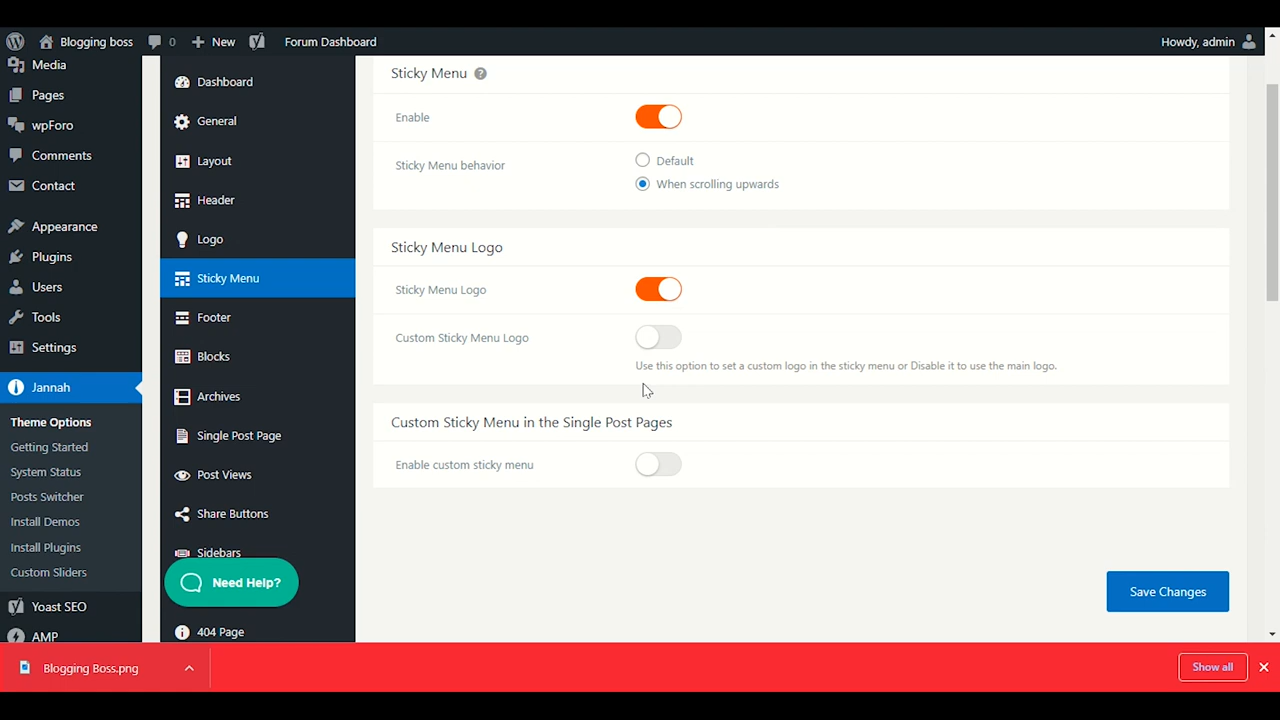 Blogging boss 0 New Forum Dashboard Howdy, admin
Media
Pages
wpForo
Comments
Contact
Appearance
Plugins
Users
Tools
Settings
Jannah
Theme Options
Getting Started
System Status
Posts Switcher
Install Demos
Install Plugins
Custom Sliders
Yoast SEO
AMP
Dashboard
General
Layout
Header
Logo
Sticky Menu
Footer
Blocks
Archives
Single Post Page
Post Views
Share Buttons
Sidebars
Need Help?
404 Page
Sticky Menu ?
Enable
Sticky Menu behavior
Default
When scrolling upwards
Sticky Menu Logo
Sticky Menu Logo
Custom Sticky Menu Logo
Use this option to set a custom logo in the sticky menu or Disable it to use the main logo.
Custom Sticky Menu in the Single Post Pages
Enable custom sticky menu
Save Changes
Blogging Boss.png
Show all